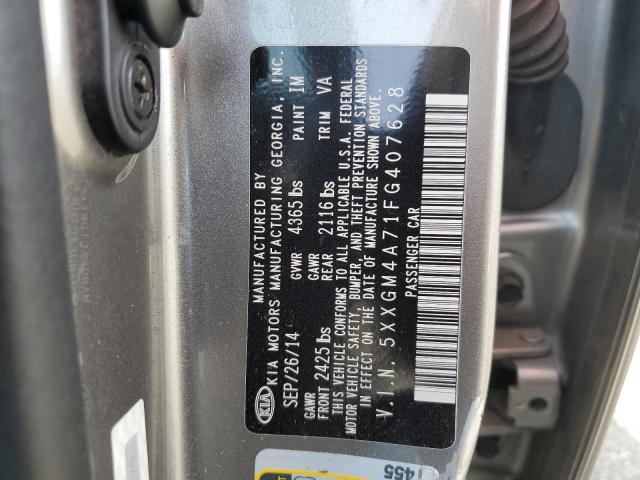 KIA
MANUFACTURED BY
KIA MOTORS MANUFACTURING GEORGIA, INC.
SEP/26/14 GVWR 4365 lbs PAINT IM
GAWR FRONT 2425 lbs GAWR REAR 2116 lbs TRIM VA
THIS VEHICLE CONFORMS TO ALL APPLICABLE U.S.A. FEDERAL
MOTOR VEHICLE SAFETY, BUMPER, AND THEFT PREVENTION STANDARDS
IN EFFECT ON THE DATE OF MANUFACTURE SHOWN ABOVE.
V.I.N. 5XXGM4A71FG407628
PASSENGER CAR
1455